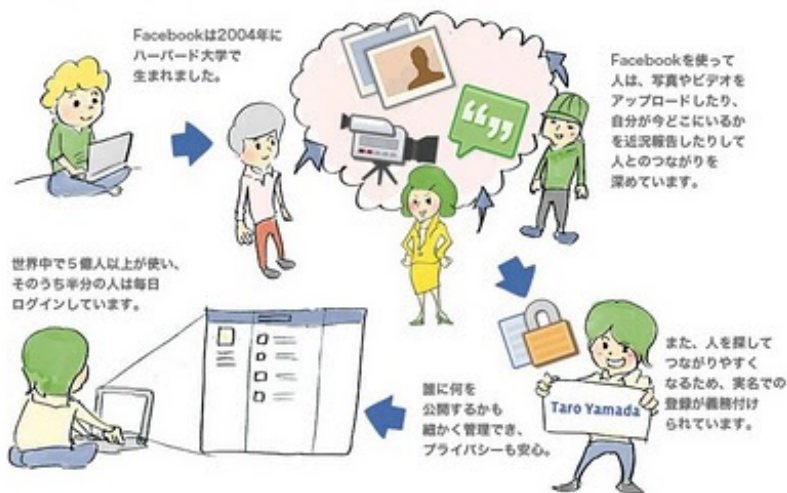 Facebookは2004年に
ハーバード大学で
生まれました。
Facebookを使って
人は、写真やビデオを
アップロードしたり、
自分が今どこにいるか
を近況報告したりして
人とのつながりを
深めています。
また、人を探して
つながりやすく
なるため、実名での
登録が義務付け
られています。
Taro Yamada
誰に何を
公開するかも
細かく管理でき、
プライバシーも安心。
世界中で５億人以上が使い、
そのうち半分の人は毎日
ログインしています。